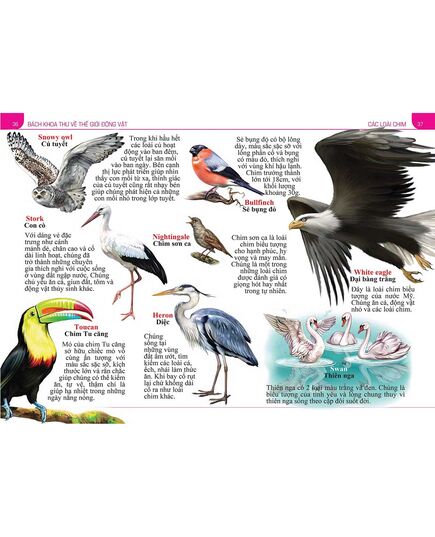 36 BÁCH KHOA THƯ VỀ THẾ GIỚI ĐỘNG VẬT
CÁC LOÀI CHIM 37
Snowy owl
Cú tuyết
Trong khi hầu hết
các loài cú hoạt
động vào ban đêm,
cú tuyết lại săn mồi
vào ban ngày. Bên cạnh
thị lực phát triển giúp nhìn
thấy con mồi từ xa, thính giác
của cú tuyết cũng rất nhạy bén
giúp chúng phát hiện cả những
con mồi nhỏ trong lớp tuyết.
Sẻ bụng đỏ có bộ lông
dày, màu sắc sặc sỡ với
lông phần cổ và bụng
có màu đỏ, thích nghi
với vùng khí hậu lạnh.
Chim trưởng thành
lớn tới 18cm, với
khối lượng
khoảng 30g.
Bullfinch
Sẻ bụng đỏ
Stork
Con cò
Với dáng vẻ đặc
trưng như cánh
mảnh dẻ, chân cao và cổ
dài linh hoạt, chúng đã
trở thành những chuyên
gia thích nghi với cuộc sống
ở vùng đất ngập nước. Chúng
chủ yếu ăn cá, giun đất, tôm và
động vật thủy sinh khác.
Nightingale
Chim sơn ca
Chim sơn ca là loài
chim biểu tượng
cho hạnh phúc, hy
vọng và may mắn.
Chúng là một trong
những loài chim
được đánh giá có
giọng hót hay nhất
trong tự nhiên.
White eagle
Đại bàng trắng
Đây là loài chim biểu
tượng của nước Mỹ.
Chúng ăn cá, động vật
nhỏ và các loài chim.
Toucan
Chim Tu căng
Mỏ của chim Tu căng
sở hữu chiếc mỏ vô
cùng ấn tượng với
màu sắc sặc sỡ, kích
thước lớn và rắn chắc
giúp chúng có thể kiếm
ăn, tự vệ, thậm chí là
giúp hạ nhiệt trong những
ngày nắng nóng.
Heron
Diệc
Chúng
sống tại
những vùng
đất ẩm ướt, tìm
kiếm các loài cá,
ếch, nhái làm thức
ăn. Khi bay cổ rụt
lại chứ không dài
cổ ra như loài
chim khác.
Swan
Thiên nga
Thiên nga có 2 loại màu trắng và đen. Chúng là
biểu tượng của tình yêu và lòng chung thuỷ vì
thiên nga sống theo cặp đôi suốt đời.